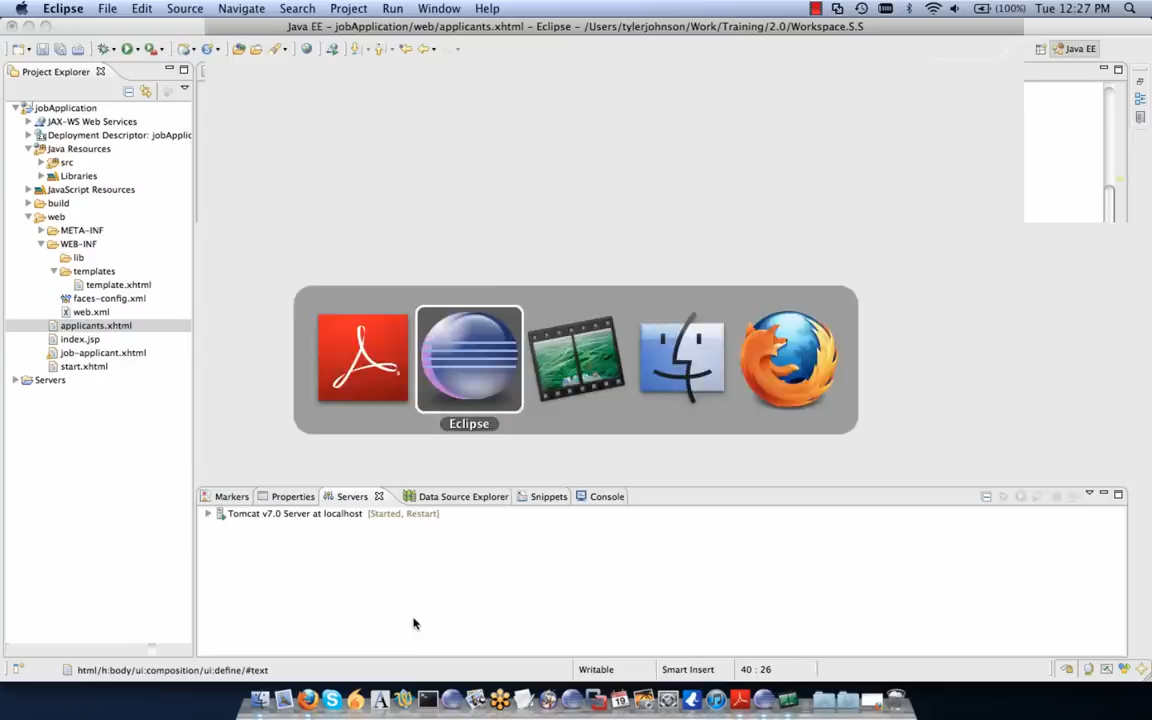 Eclipse File Edit Source Navigate Search Project Run Window Help (100%) Tue 12:27 PM
Java EE - jobApplication/web/applicants.xhtml - Eclipse - /Users/tylerjohnson/Work/Training/2.0/Workspace.S.S
Java EE
Project Explorer
jobApplication
JAX-WS Web Services
Deployment Descriptor: jobApplic
Java Resources
src
Libraries
JavaScript Resources
build
web
META-INF
WEB-INF
lib
templates
template.xhtml
faces-config.xml
web.xml
applicants.xhtml
index.jsp
job-applicant.xhtml
start.xhtml
Servers
Eclipse
Markers Properties Servers Data Source Explorer Snippets Console
Tomcat v7.0 Server at localhost [Started, Restart]
html/h:body/ui:composition/ui:define/#text Writable Smart Insert 40 : 26
19